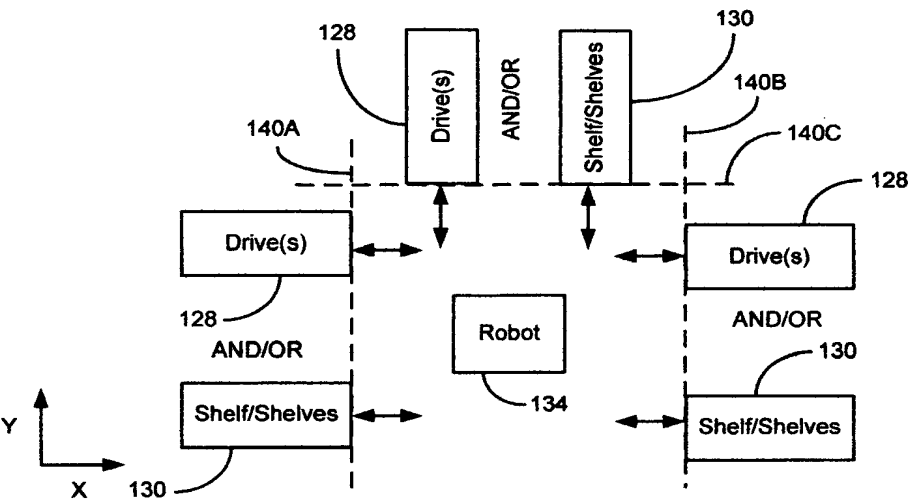 128
Drive(s)
AND/OR
Shelf/Shelves
130
140B
140A
140C
128
Drive(s)
128
Drive(s)
AND/OR
Robot
AND/OR
130
134
Shelf/Shelves
Shelf/Shelves
Y
X
130